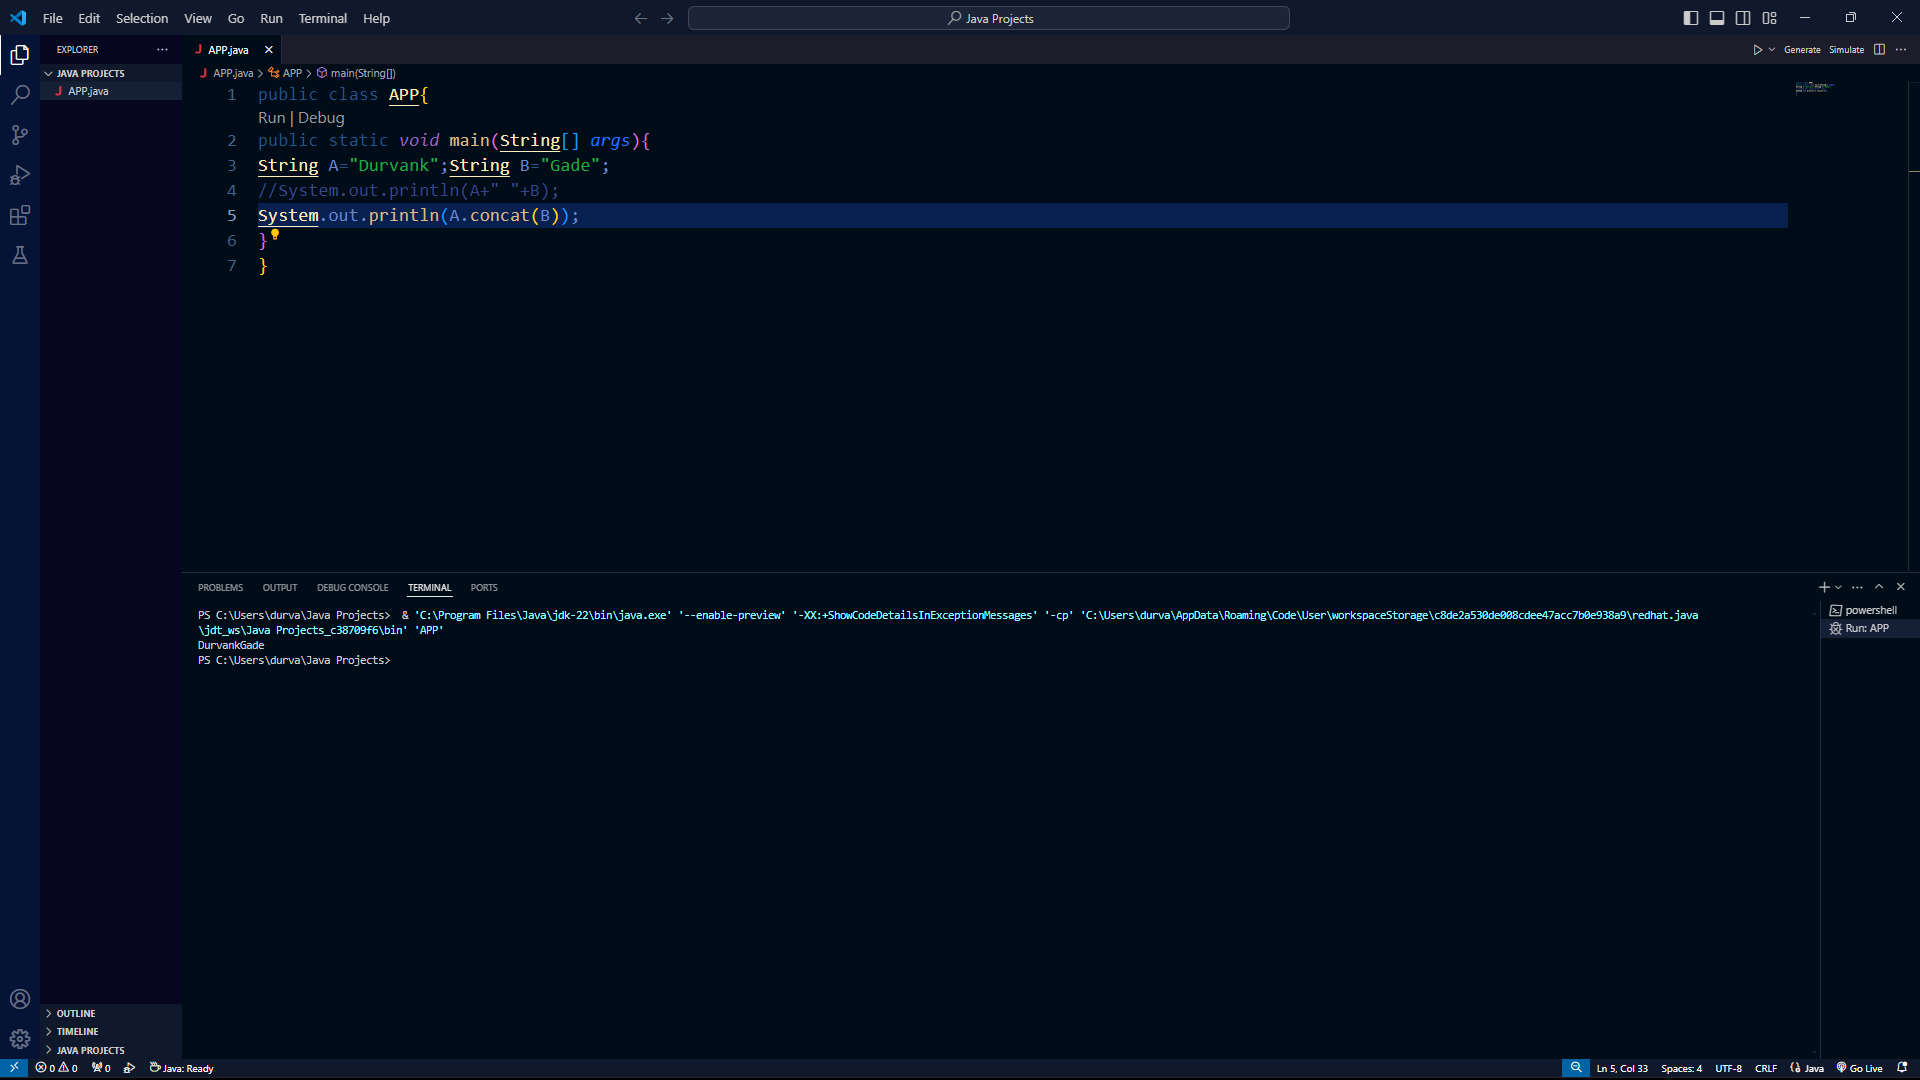 File Edit Selection View Go Run Terminal Help
Java Projects
EXPLORER
APP.java
Generate Simulate
JAVA PROJECTS
APP.java
APP.java > APP > main(String[])
1 public class APP{
Run | Debug
2 public static void main(String[] args){
3 String A="Durvank";String B="Gade";
4 //System.out.println(A+" "+B);
5 System.out.println(A.concat(B));
6 }
7 }
PROBLEMS OUTPUT DEBUG CONSOLE TERMINAL PORTS
PS C:\Users\durva\Java Projects>  & 'C:\Program Files\Java\jdk-22\bin\java.exe' '--enable-preview' '-XX:+ShowCodeDetailsInExceptionMessages' '-cp' 'C:\Users\durva\AppData\Roaming\Code\User\workspaceStorage\c8de2a530de008cdee47acc7b0e938a9\redhat.java
\jdt_ws\Java Projects_c38709f6\bin' 'APP'
DurvankGade
PS C:\Users\durva\Java Projects>
powershell
Run: APP
OUTLINE
TIMELINE
JAVA PROJECTS
0 0 0 Java: Ready Ln 5, Col 33 Spaces: 4 UTF-8 CRLF Java Go Live